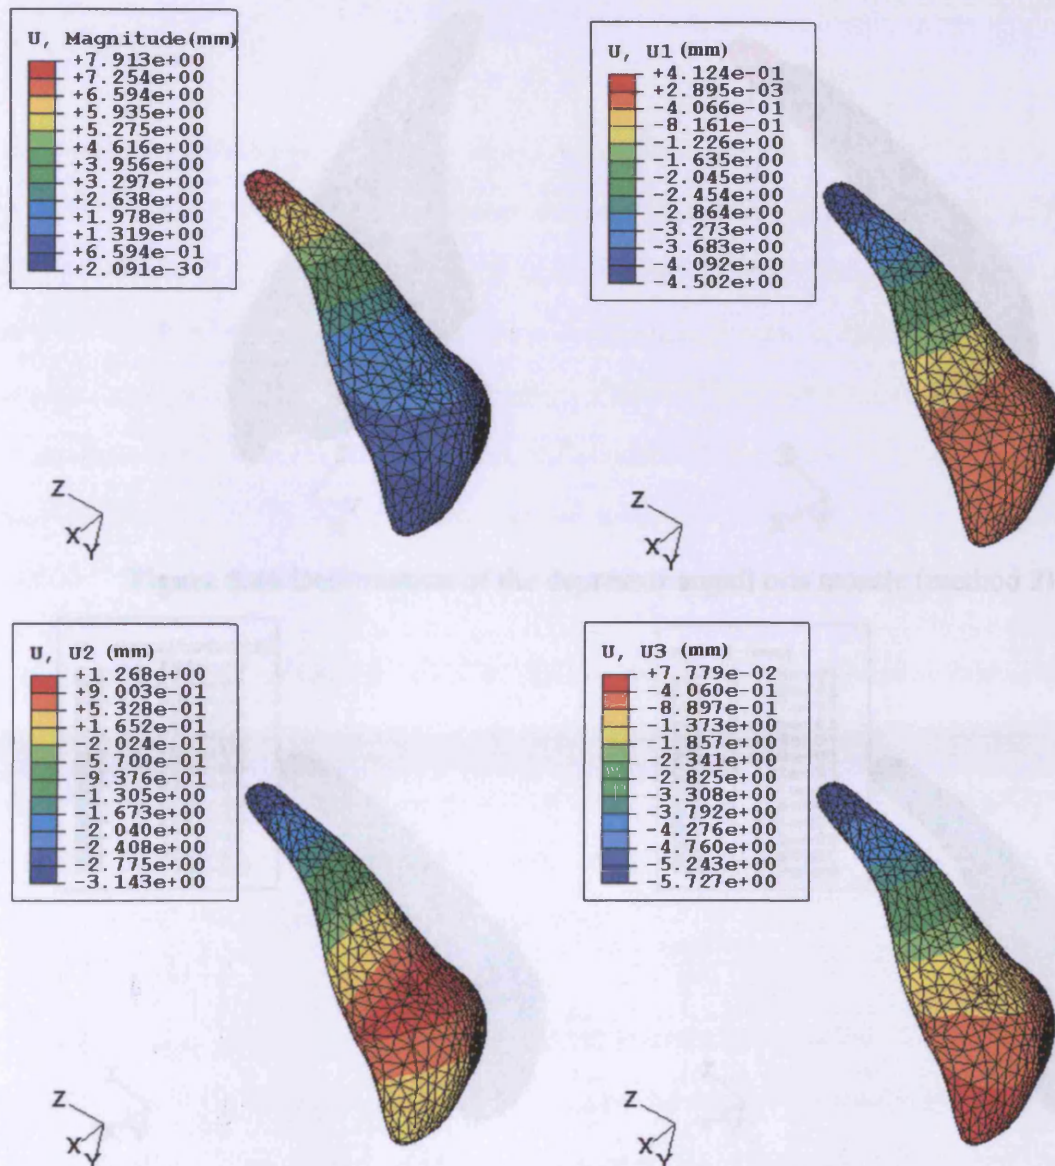 U, Magnitude(mm)
+7.913e+00
+7.254e+00
+6.594e+00
+5.935e+00
+5.275e+00
+4.616e+00
+3.956e+00
+3.297e+00
+2.638e+00
+1.978e+00
+1.319e+00
+6.594e-01
+2.091e-30
Z
X
Y
U, U1 (mm)
+4.124e-01
+2.895e-03
-4.066e-01
-8.161e-01
-1.226e+00
-1.635e+00
-2.045e+00
-2.454e+00
-2.864e+00
-3.273e+00
-3.683e+00
-4.092e+00
-4.502e+00
Z
X
Y
of the depressor anguli oris muscle (method 2)
U, U2 (mm)
+1.268e+00
+9.003e-01
+5.328e-01
+1.652e-01
-2.024e-01
-5.700e-01
-9.376e-01
-1.305e+00
-1.673e+00
-2.040e+00
-2.408e+00
-2.775e+00
-3.143e+00
Z
X
Y
U, U3 (mm)
+7.779e-02
-4.060e-01
-8.897e-01
-1.373e+00
-1.857e+00
-2.341e+00
-2.825e+00
-3.308e+00
-3.792e+00
-4.276e+00
-4.760e+00
-5.243e+00
-5.727e+00
Z
X
Y